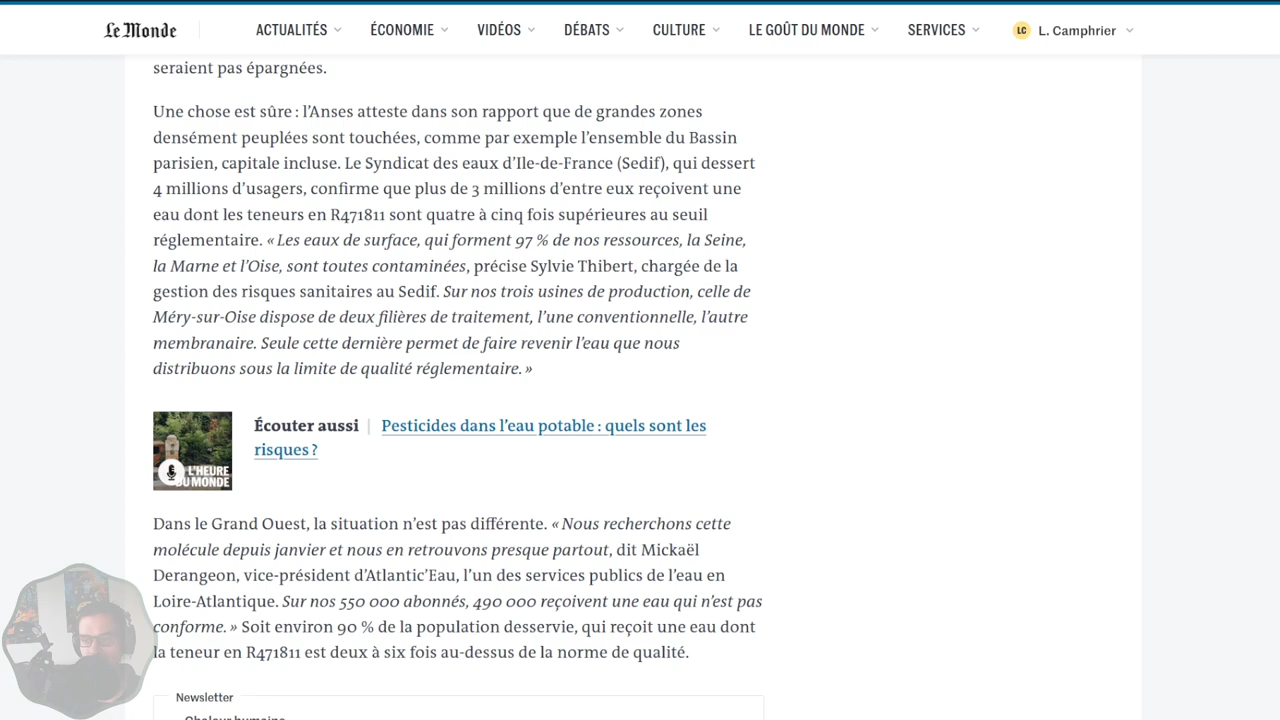 Le Monde
ACTUALITÉS
ÉCONOMIE
VIDÉOS
DÉBATS
CULTURE
LE GOÛT DU MONDE
SERVICES
LC
L. Camphrier
seraient pas épargnées.
Une chose est sûre : l’Anses atteste dans son rapport que de grandes zones
densément peuplées sont touchées, comme par exemple l’ensemble du Bassin
parisien, capitale incluse. Le Syndicat des eaux d’Ile-de-France (Sedif), qui dessert
4 millions d’usagers, confirme que plus de 3 millions d’entre eux reçoivent une
eau dont les teneurs en R471811 sont quatre à cinq fois supérieures au seuil
réglementaire. « Les eaux de surface, qui forment 97 % de nos ressources, la Seine,
la Marne et l’Oise, sont toutes contaminées, précise Sylvie Thibert, chargée de la
gestion des risques sanitaires au Sedif. Sur nos trois usines de production, celle de
Méry-sur-Oise dispose de deux filières de traitement, l’une conventionnelle, l’autre
membranaire. Seule cette dernière permet de faire revenir l’eau que nous
distribuons sous la limite de qualité réglementaire. »
L’HEURE
DU MONDE
Écouter aussi | Pesticides dans l’eau potable : quels sont les
risques ?
Dans le Grand Ouest, la situation n’est pas différente. « Nous recherchons cette
molécule depuis janvier et nous en retrouvons presque partout, dit Mickaël
Derangeon, vice-président d’Atlantic’Eau, l’un des services publics de l’eau en
Loire-Atlantique. Sur nos 550 000 abonnés, 490 000 reçoivent une eau qui n’est pas
conforme. » Soit environ 90 % de la population desservie, qui reçoit une eau dont
la teneur en R471811 est deux à six fois au-dessus de la norme de qualité.
Newsletter
Chaleur humaine